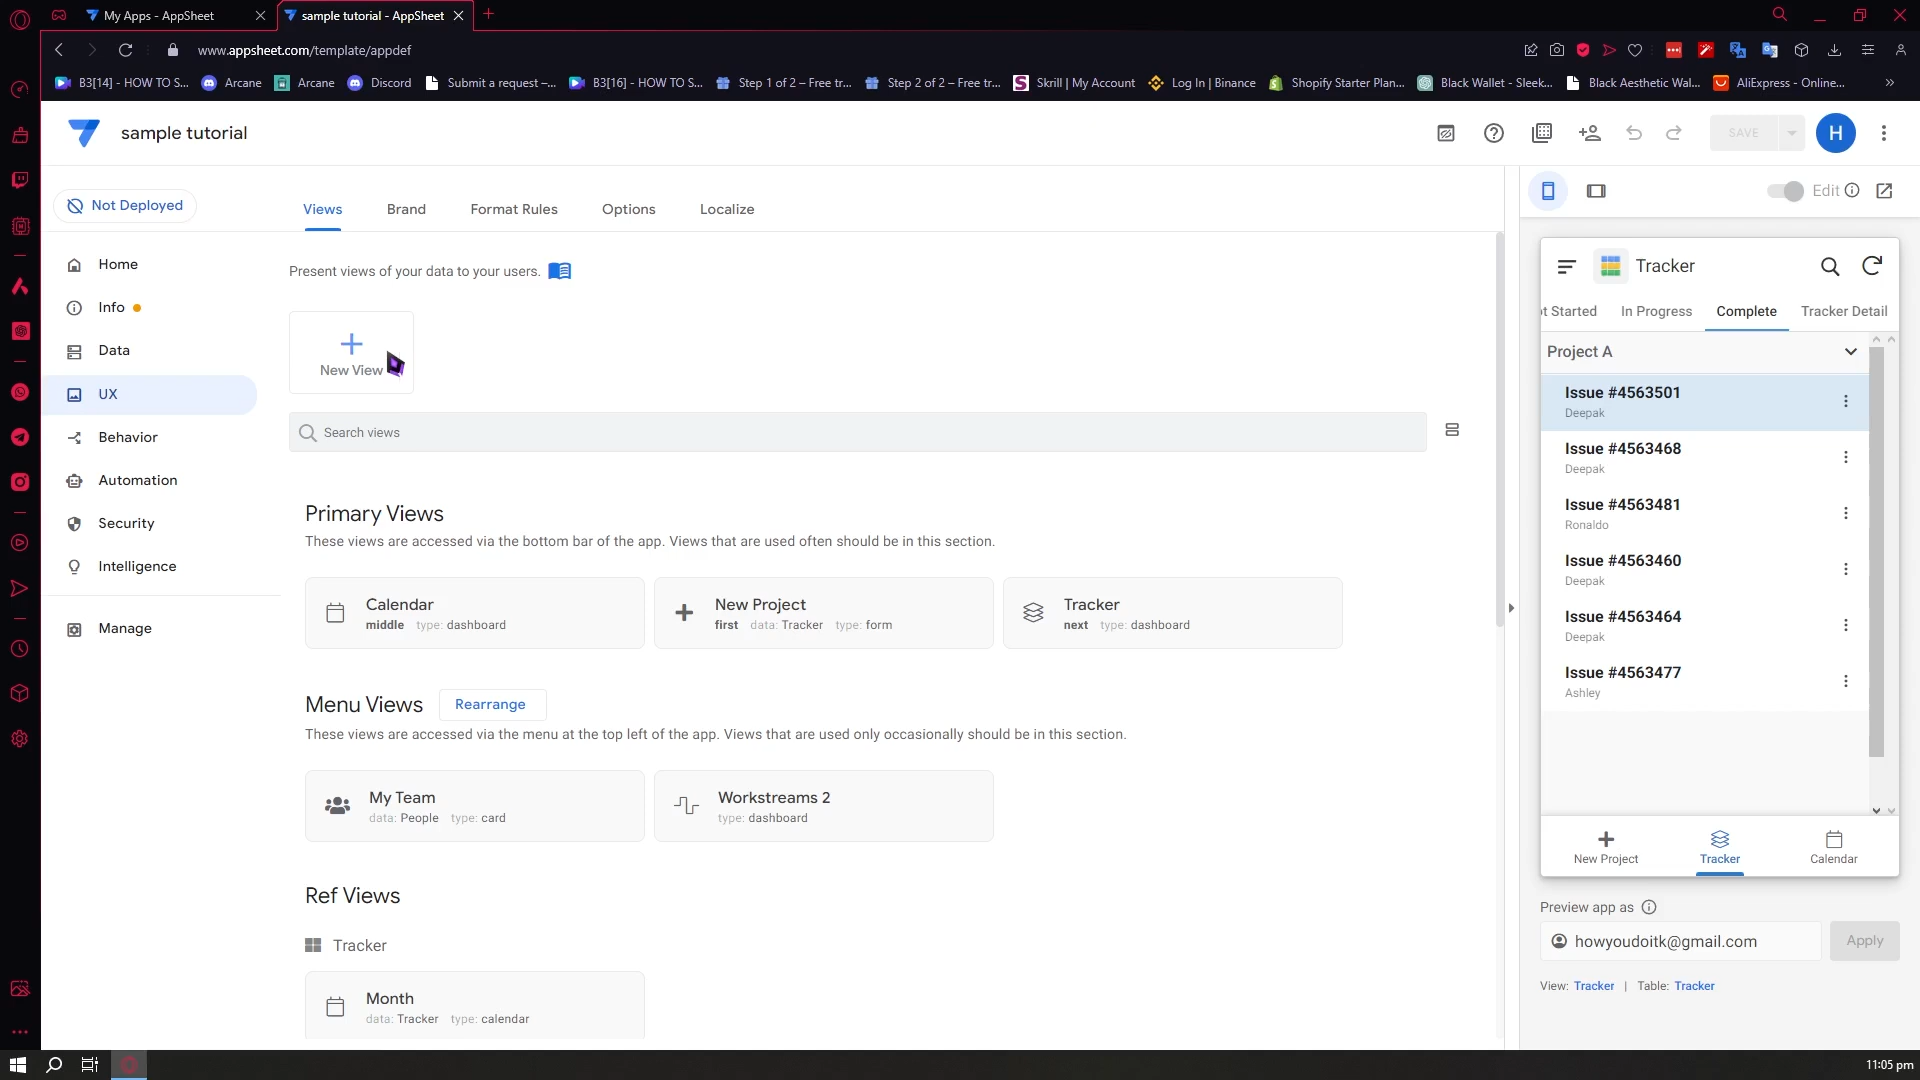 My Apps - AppSheet
sample tutorial - AppSheet
www.appsheet.com/template/appdef
B3[14] - HOW TO S...
Arcane
Arcane
Discord
Submit a request –...
B3[16] - HOW TO S...
Step 1 of 2 – Free tr...
Step 2 of 2 – Free tr...
Skrill | My Account
Log In | Binance
Shopify Starter Plan...
Black Wallet - Sleek...
Black Aesthetic Wal...
AliExpress - Online...
sample tutorial
SAVE
H
Not Deployed
Home
Info
Data
UX
Behavior
Automation
Security
Intelligence
Manage
Views
Brand
Format Rules
Options
Localize
Present views of your data to your users.
New View
Search views
Primary Views
These views are accessed via the bottom bar of the app. Views that are used often should be in this section.
Calendar
middle type: dashboard
New Project
first data: Tracker type: form
Tracker
next type: dashboard
Menu Views
Rearrange
These views are accessed via the menu at the top left of the app. Views that are used only occasionally should be in this section.
My Team
data: People type: card
Workstreams 2
type: dashboard
Ref Views
Tracker
Month
data: Tracker type: calendar
Edit
Tracker
t Started
In Progress
Complete
Tracker Detail
Project A
Issue #4563501
Deepak
Issue #4563468
Deepak
Issue #4563481
Ronaldo
Issue #4563460
Deepak
Issue #4563464
Deepak
Issue #4563477
Ashley
New Project
Tracker
Calendar
Preview app as
howyoudoitk@gmail.com
Apply
View: Tracker | Table: Tracker
11:05 pm